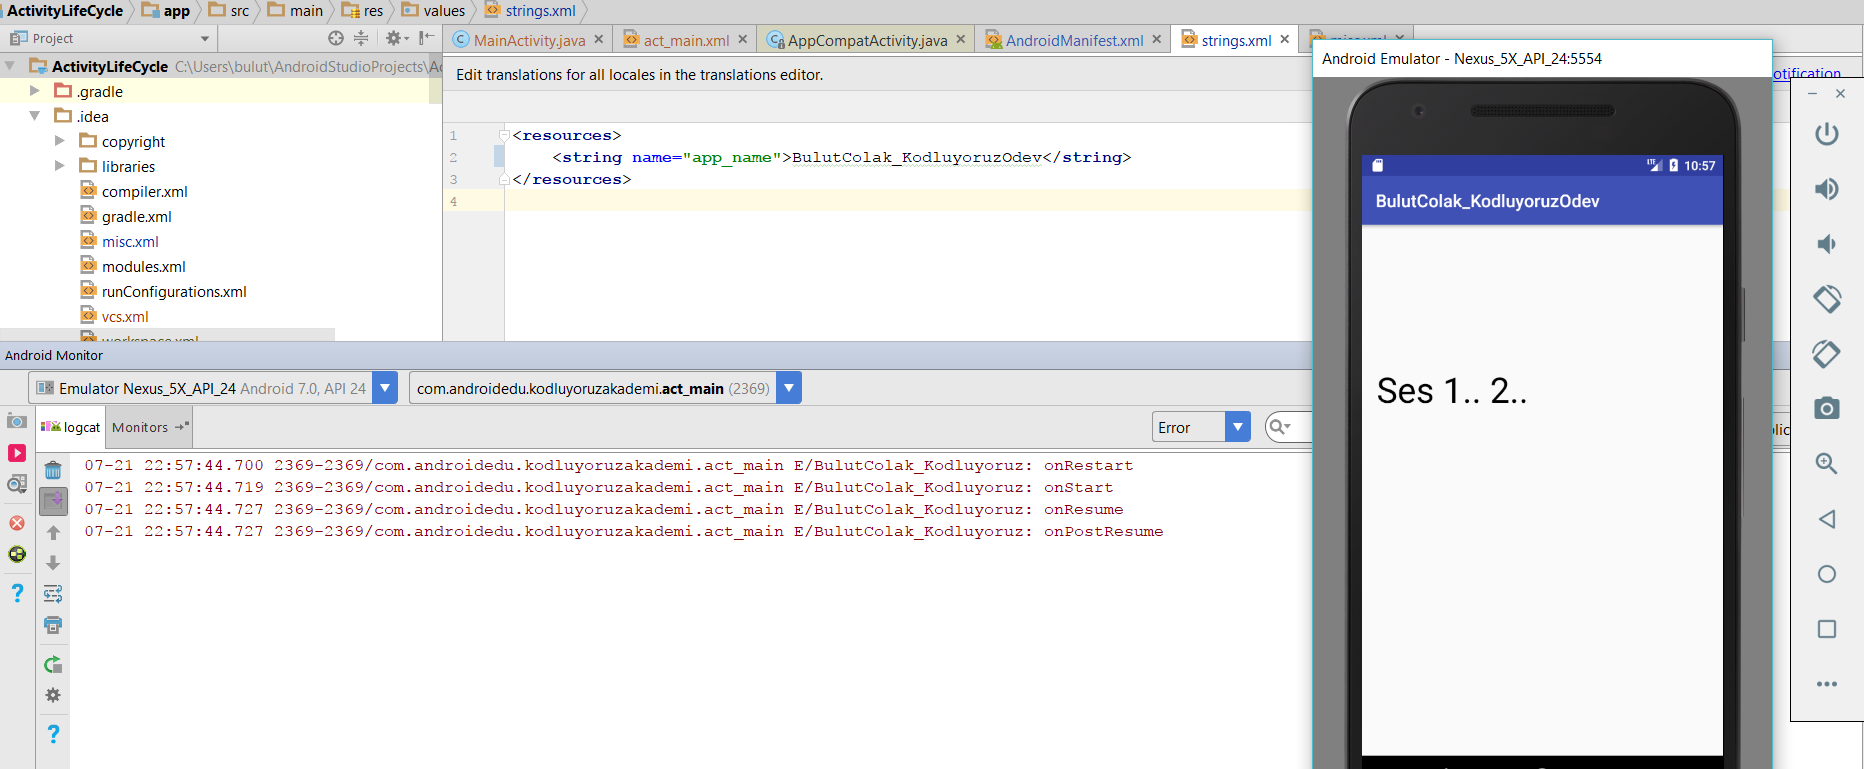 ActivityLifeCycle app src main res values strings.xml
Project
MainActivity.java act_main.xml AppCompatActivity.java AndroidManifest.xml strings.xml
ActivityLifeCycle C:\Users\bulut\AndroidStudioProjects\Ac
.gradle
.idea
copyright
libraries
compiler.xml
gradle.xml
misc.xml
modules.xml
runConfigurations.xml
vcs.xml
workspace.xml
Edit translations for all locales in the translations editor.
otification
1 <resources>
2 <string name="app_name">BulutColak_KodluyoruzOdev</string>
3 </resources>
4
Android Monitor
Emulator Nexus_5X_API_24 Android 7.0, API 24
com.androidedu.kodluyoruzakademi.act_main (2369)
logcat Monitors
Error
07-21 22:57:44.700 2369-2369/com.androidedu.kodluyoruzakademi.act_main E/BulutColak_Kodluyoruz: onRestart
07-21 22:57:44.719 2369-2369/com.androidedu.kodluyoruzakademi.act_main E/BulutColak_Kodluyoruz: onStart
07-21 22:57:44.727 2369-2369/com.androidedu.kodluyoruzakademi.act_main E/BulutColak_Kodluyoruz: onResume
07-21 22:57:44.727 2369-2369/com.androidedu.kodluyoruzakademi.act_main E/BulutColak_Kodluyoruz: onPostResume
Android Emulator - Nexus_5X_API_24:5554
LTE 10:57
BulutColak_KodluyoruzOdev
Ses 1.. 2..